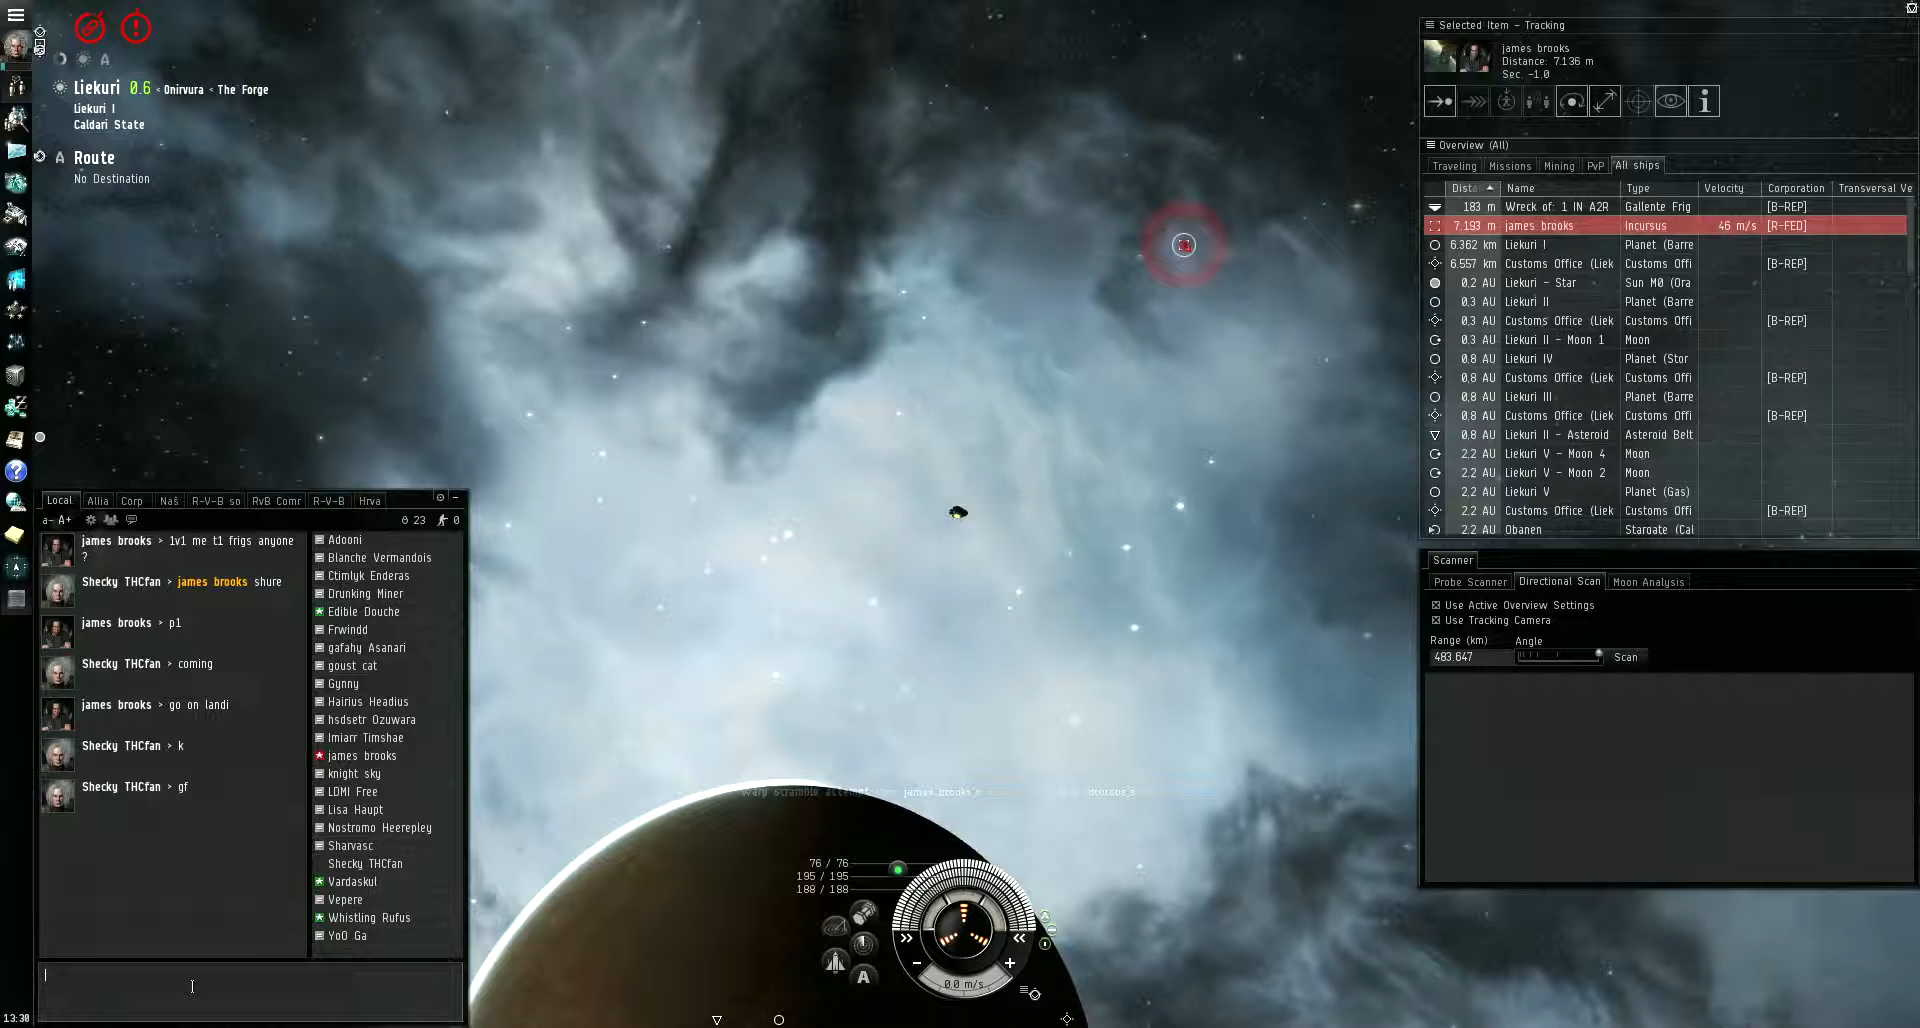 A
Liekuri 0.6 < Onirvura < The Forge
Liekuri I
Caldari State
A Route
No Destination
Selected Item - Tracking
james brooks
Distance: 7.136 m
Sec. -1.0
Overview (All)
Traveling Missions Mining PvP All ships
Dista Name Type Velocity Corporation Transversal Ve
183 m Wreck of: 1 IN A2R Gallente Frig [B-REP]
7.193 m james brooks Incursus 46 m/s [R-FED]
6.362 km Liekuri I Planet (Barre
6.557 km Customs Office (Liek Customs Offi [B-REP]
0,2 AU Liekuri - Star Sun M0 (Ora
0,3 AU Liekuri II Planet (Barre
0,3 AU Customs Office (Liek Customs Offi [B-REP]
0.3 AU Liekuri II - Moon 1 Moon
0.8 AU Liekuri IV Planet (Stor
0,8 AU Customs Office (Liek Customs Offi [B-REP]
0,8 AU Liekuri III Planet (Barre
0.8 AU Customs Office (Liek Customs Offi [B-REP]
0.8 AU Liekuri II - Asteroid Asteroid Belt
2,2 AU Liekuri V - Moon 4 Moon
2,2 AU Liekuri V - Moon 2 Moon
2,2 AU Liekuri V Planet (Gas)
2.2 AU Customs Office (Liek Customs Offi [B-REP]
2.2 AU Obanen Stargate (Cal
Scanner
Probe Scanner Directional Scan Moon Analysis
Use Active Overview Settings
Use Tracking Camera
Range (km) Angle
483.647 Scan
Local Allia Corp Naš R-V-B so RvB Comr R-V-B Hrva
a- A+ 0 23 0
james brooks > 1v1 me t1 frigs anyone
?
Shecky THCfan > james brooks shure
james brooks > p1
Shecky THCfan > coming
james brooks > go on landi
Shecky THCfan > k
Shecky THCfan > gf
Adooni
Blanche Vermandois
Ctimlyk Enderas
Drunking Miner
Edible Douche
Frwindd
gafahy Asanari
goust cat
Gynny
Hairius Headius
hsdsetr Ozuwara
Imiarr Timshae
james brooks
knight sky
LDMI Free
Lisa Haupt
Nostromo Heerepley
Sharvasc
Shecky THCfan
Vardaskul
Vepere
Whistling Rufus
YoO Ga
Warp scramble attempt james brooks
76 / 76
195 / 195
188 / 188
A
0.0 m/s
13:30